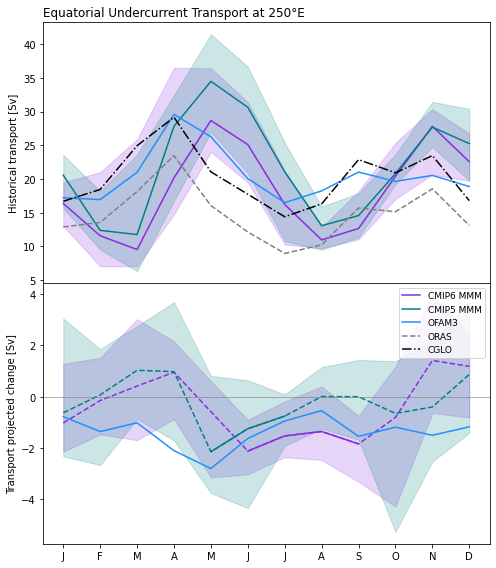 Equatorial Undercurrent Transport at 250°E
Historical transport [Sv]
40
35
30
25
20
15
10
5
CMIP6 MMM
CMIP5 MMM
OFAM3
ORAS
CGLO
Transport projected change [Sv]
4
2
0
−2
−4
J F M A M J J A S O N D